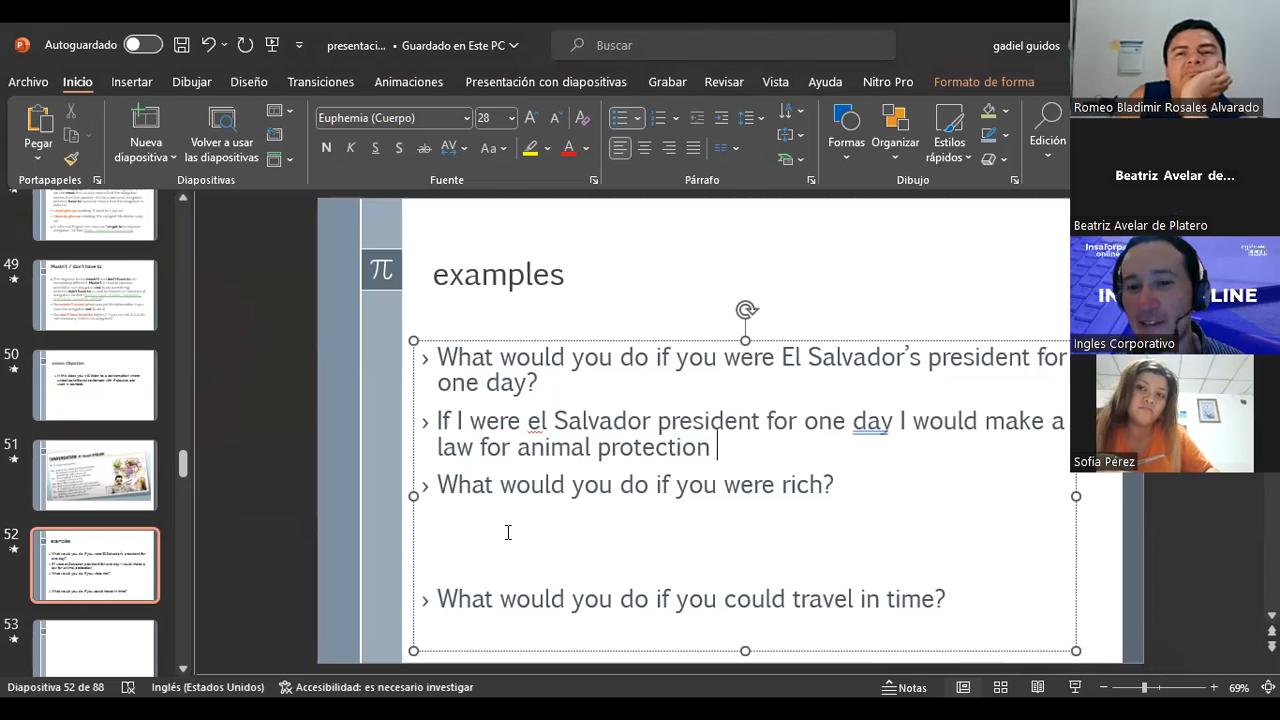 Autoguardado
presentaci... • Guardado en Este PC
Buscar
gadiel guidos
Archivo Inicio Insertar Dibujar Diseño Transiciones Animaciones Presentación con diapositivas Grabar Revisar Vista Ayuda Nitro Pro Formato de forma
Pegar
Nueva diapositiva
Volver a usar las diapositivas
Euphemia (Cuerpo) 28
N K S S ab AV Aa A
Formas Organizar Estilos rápidos
Edición
Portapapeles Diapositivas Fuente Párrafo Dibujo
49
50
51
52
53
π
examples
› What would you do if you were El Salvador’s president for
one day?
› If I were el Salvador president for one day I would make a
law for animal protection
› What would you do if you were rich?
› What would you do if you could travel in time?
Romeo Bladimir Rosales Alvarado
Beatriz Avelar de...
Beatriz Avelar de Platero
Ingles Corporativo
Sofía Pérez
Diapositiva 52 de 88
Inglés (Estados Unidos)
Accesibilidad: es necesario investigar
Notas
69%